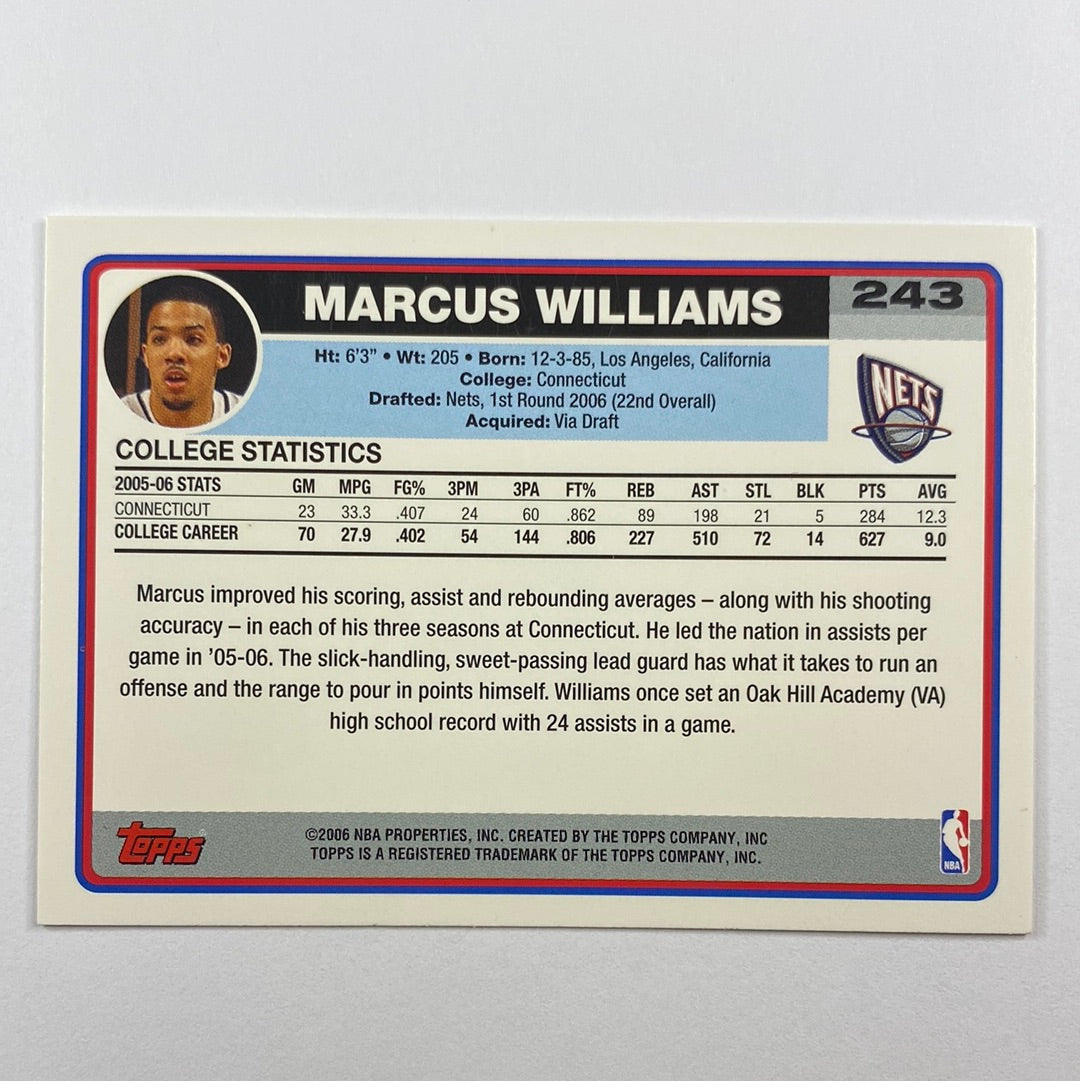 MARCUS WILLIAMS
243
Ht: 6'3" • Wt: 205 • Born: 12-3-85, Los Angeles, California
College: Connecticut
Drafted: Nets, 1st Round 2006 (22nd Overall)
Acquired: Via Draft
NETS
COLLEGE STATISTICS
2005-06 STATS GM MPG FG% 3PM 3PA FT% REB AST STL BLK PTS AVG
CONNECTICUT 23 33.3 .407 24 60 .862 89 198 21 5 284 12.3
COLLEGE CAREER 70 27.9 .402 54 144 .806 227 510 72 14 627 9.0
Marcus improved his scoring, assist and rebounding averages – along with his shooting
accuracy – in each of his three seasons at Connecticut. He led the nation in assists per
game in '05-06. The slick-handling, sweet-passing lead guard has what it takes to run an
offense and the range to pour in points himself. Williams once set an Oak Hill Academy (VA)
high school record with 24 assists in a game.
Topps
©2006 NBA PROPERTIES, INC. CREATED BY THE TOPPS COMPANY, INC
TOPPS IS A REGISTERED TRADEMARK OF THE TOPPS COMPANY, INC.
NBA